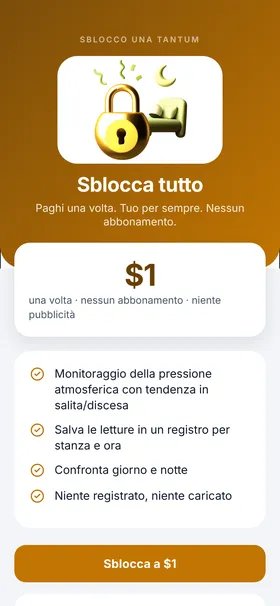 SBLOCCO UNA TANTUM
Sblocca tutto
Paghi una volta. Tuo per sempre. Nessun
abbonamento.
$1
una volta · nessun abbonamento · niente
pubblicità
Monitoraggio della pressione
atmosferica con tendenza in
salita/discesa
Salva le letture in un registro per
stanza e ora
Confronta giorno e notte
Niente registrato, niente caricato
Sblocca a $1